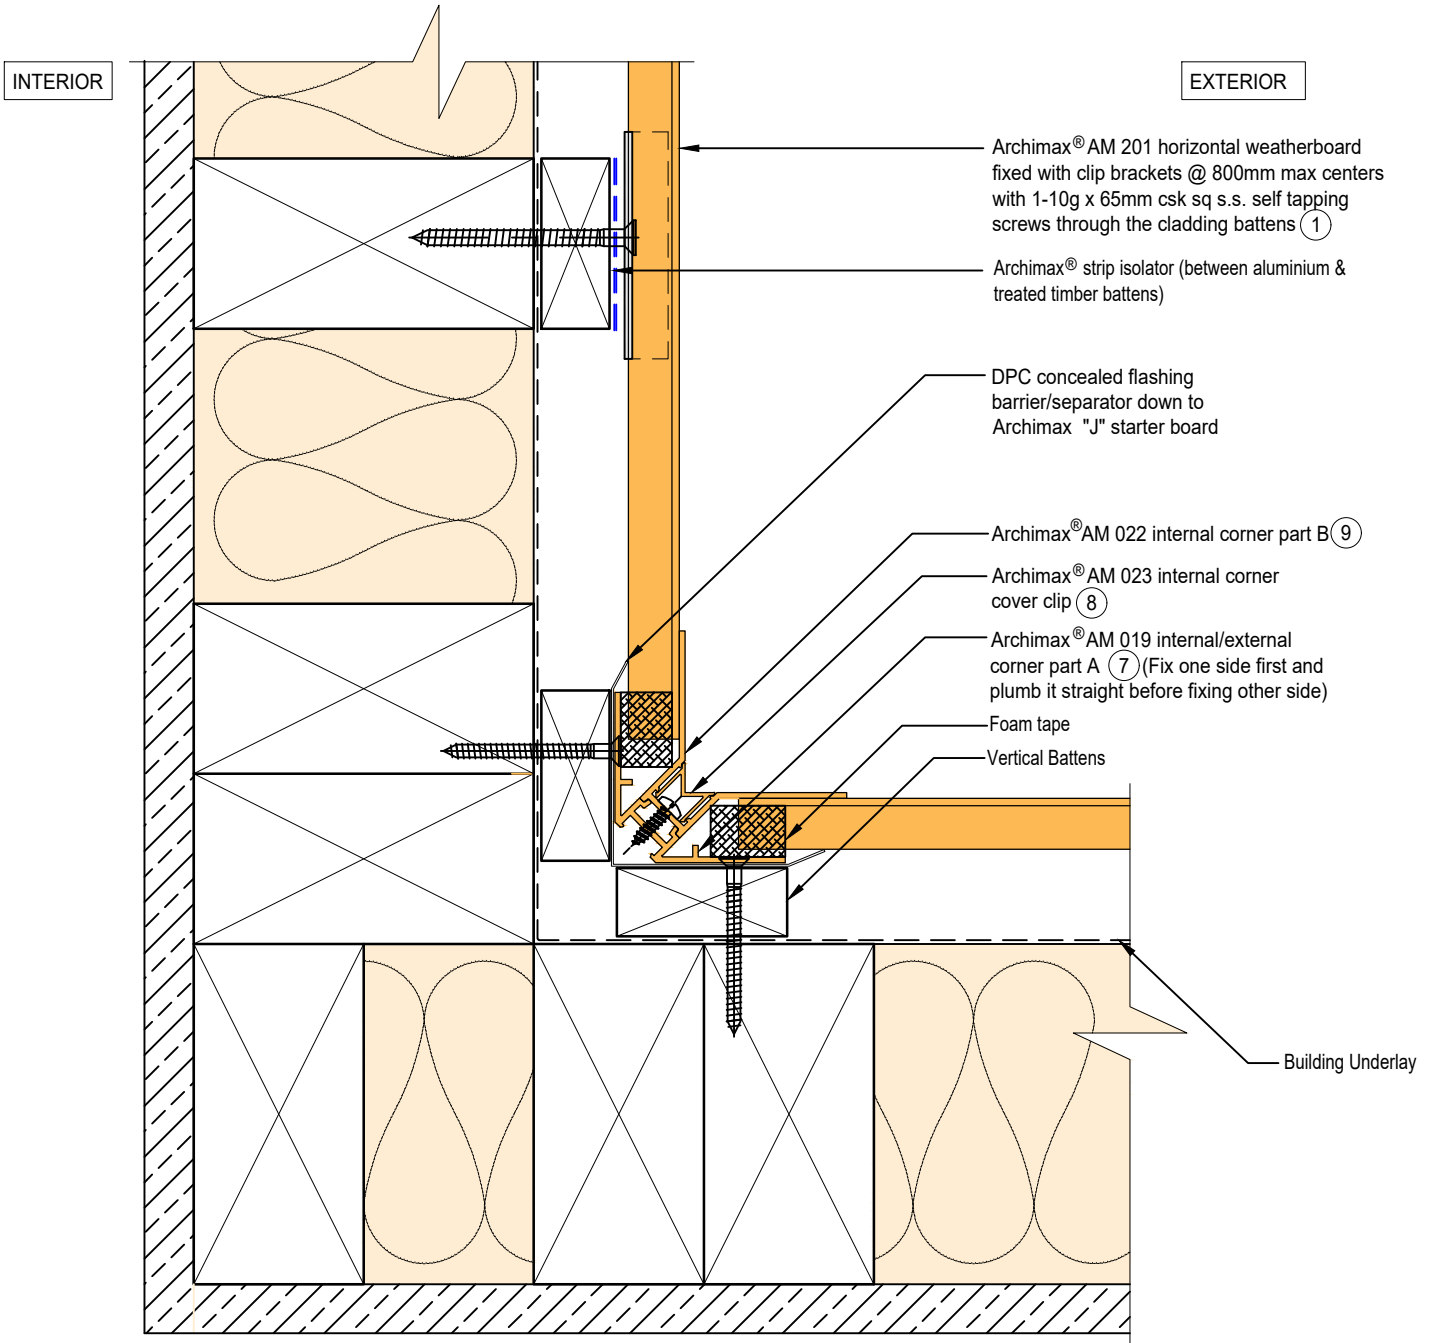 INTERIOR
EXTERIOR
Archimax® AM 201 horizontal weatherboard
fixed with clip brackets @ 800mm max centers
with 1-10g x 65mm csk sq s.s. self tapping
screws through the cladding battens 1
Archimax® strip isolator (between aluminium &
treated timber battens)
DPC concealed flashing
barrier/separator down to
Archimax "J" starter board
Archimax® AM 022 internal corner part B 9
Archimax® AM 023 internal corner
cover clip 8
Archimax® AM 019 internal/external
corner part A 7 (Fix one side first and
plumb it straight before fixing other side)
Foam tape
Vertical Battens
Building Underlay